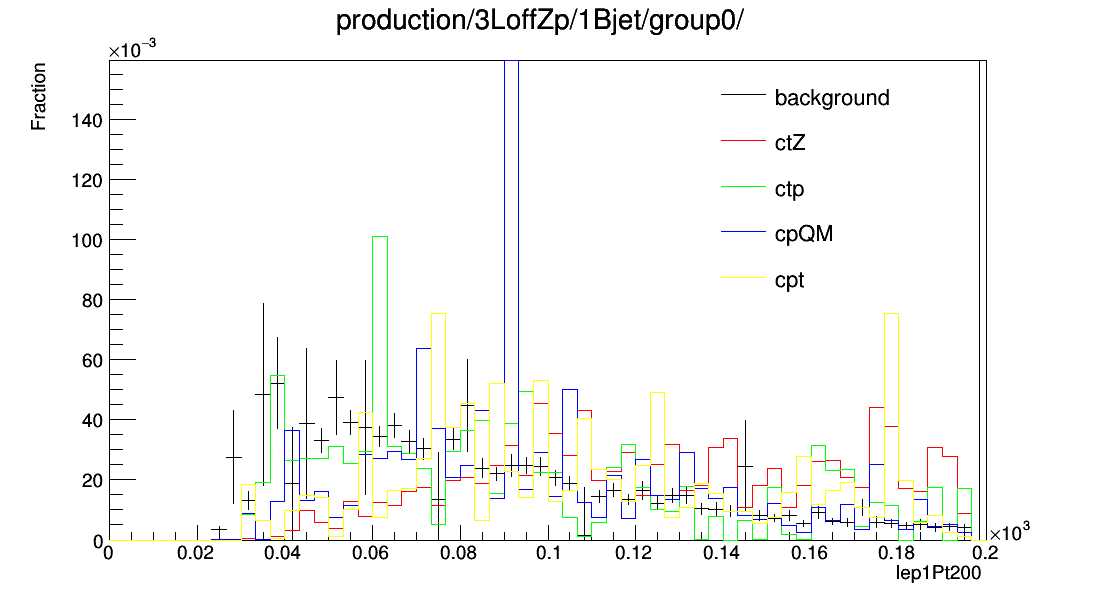 production/3LoffZp/1Bjet/group0/
×10−3
Fraction
background
ctZ
ctp
cpQM
cpt
140
120
100
80
60
40
20
0
0 0.02 0.04 0.06 0.08 0.1 0.12 0.14 0.16 0.18 0.2
×103
lep1Pt200